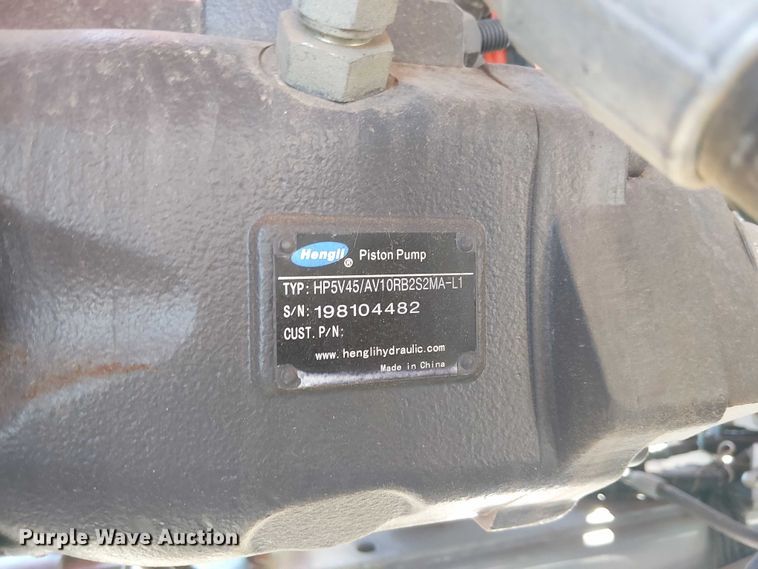 Hengli ® Piston Pump
TYP: HP5V45/AV10RB2S2MA-L1
S/N: 198104482
CUST. P/N:
www.henglihydraulic.com
Made in China
Purple Wave Auction